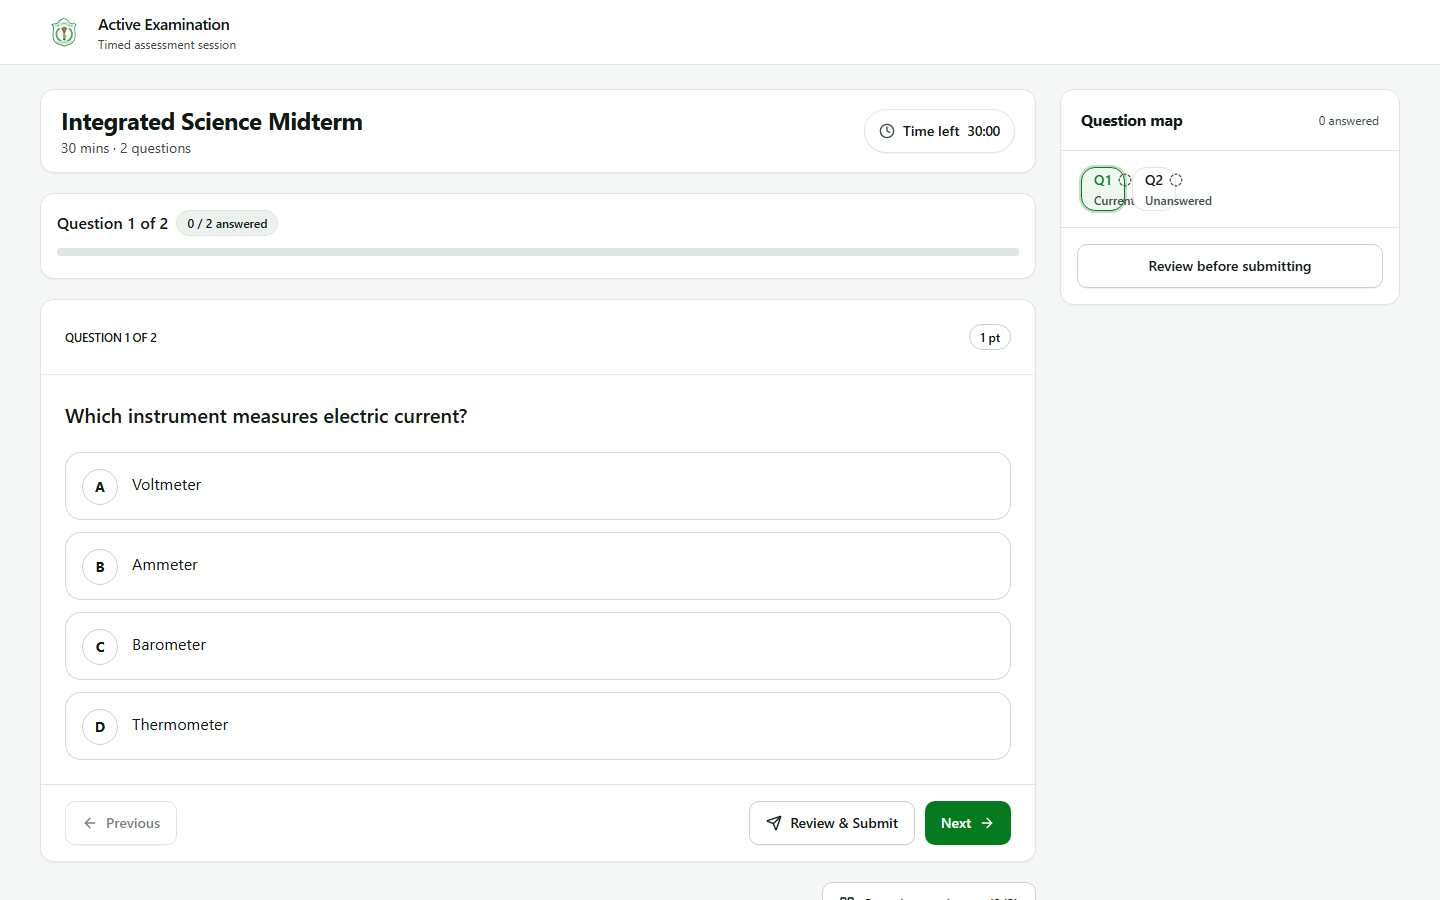 Active Examination
Timed assessment session
Integrated Science Midterm
30 mins · 2 questions
Time left 30:00
Question 1 of 2
0 / 2 answered
QUESTION 1 OF 2
1 pt
Which instrument measures electric current?
A Voltmeter
B Ammeter
C Barometer
D Thermometer
Previous
Review & Submit
Next
Question map
0 answered
Q1
Current
Q2
Unanswered
Review before submitting